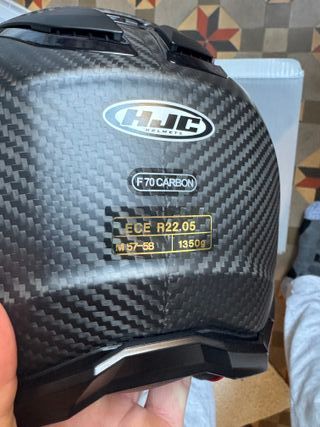 HJC
HELMETS
F70 CARBON
ECE R22.05
M 57-58 1350g